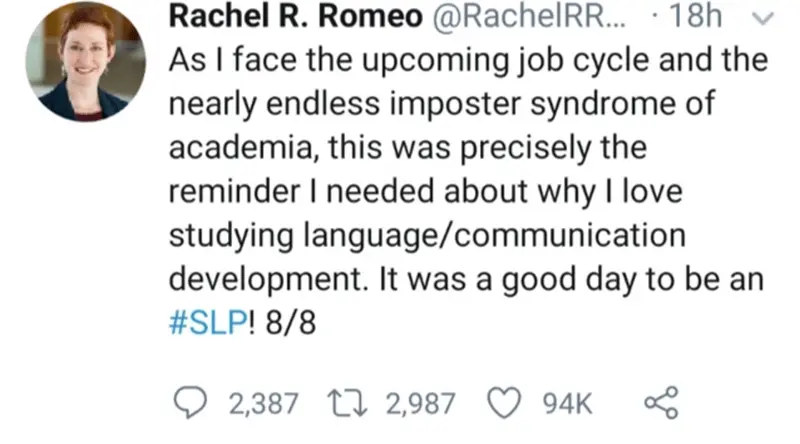 Rachel R. Romeo @RachelRR... · 18h
As I face the upcoming job cycle and the
nearly endless imposter syndrome of
academia, this was precisely the
reminder I needed about why I love
studying language/communication
development. It was a good day to be an
#SLP! 8/8
2,387 2,987 94K